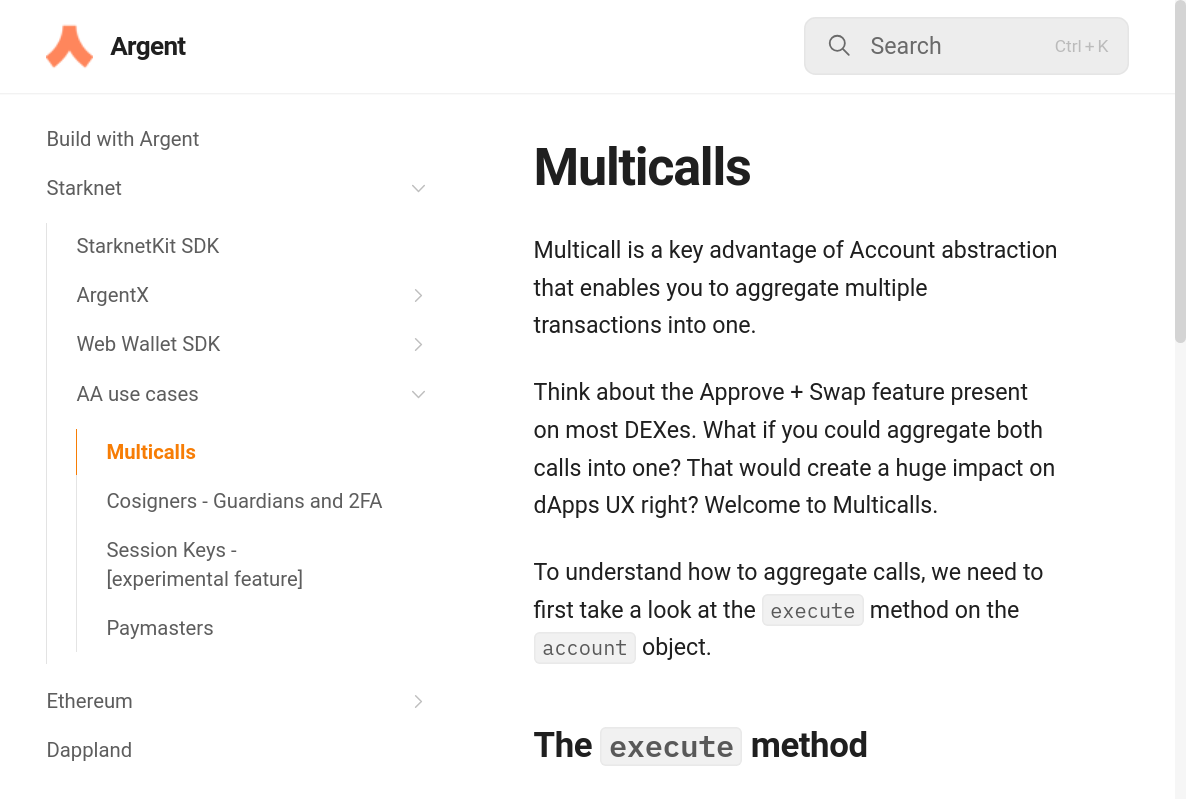 Argent
Search
Ctrl + K
Build with Argent
Starknet
StarknetKit SDK
ArgentX
Web Wallet SDK
AA use cases
Multicalls
Cosigners - Guardians and 2FA
Session Keys -
[experimental feature]
Paymasters
Ethereum
Dappland
Multicalls
Multicall is a key advantage of Account abstraction
that enables you to aggregate multiple
transactions into one.
Think about the Approve + Swap feature present
on most DEXes. What if you could aggregate both
calls into one? That would create a huge impact on
dApps UX right? Welcome to Multicalls.
To understand how to aggregate calls, we need to
first take a look at the execute method on the
account object.
The execute method